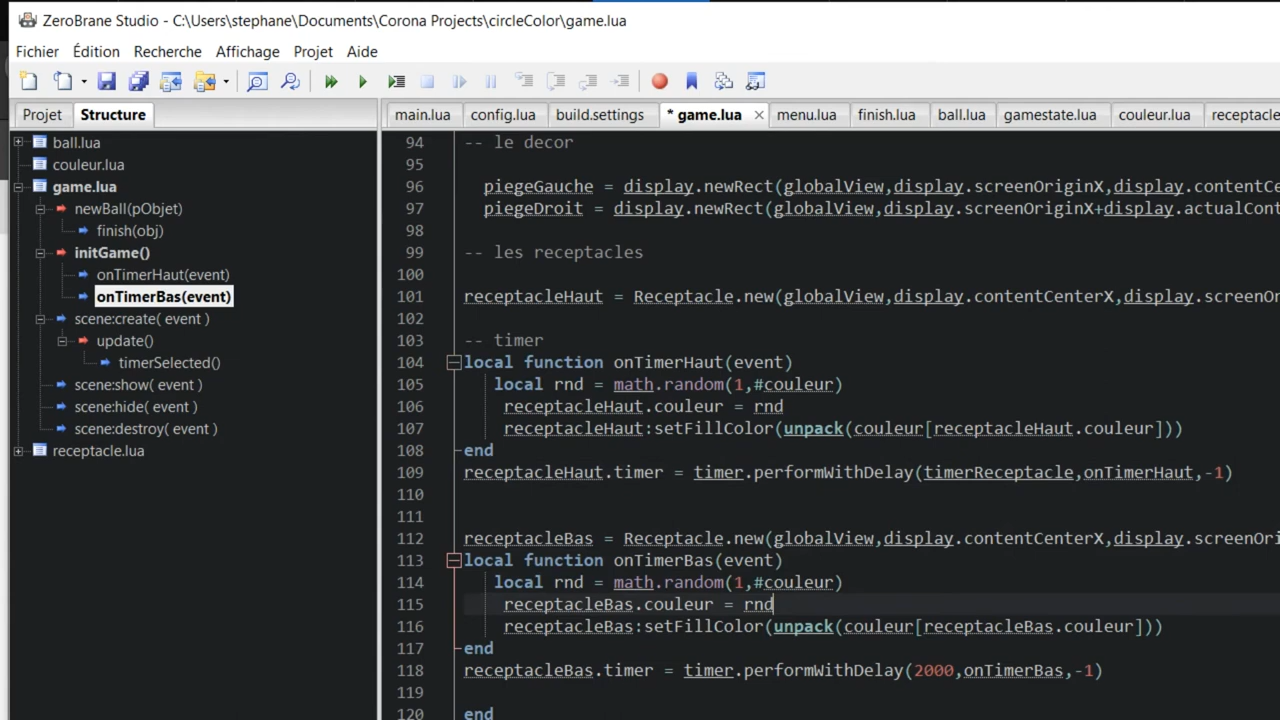 ZeroBrane Studio - C:\Users\stephane\Documents\Corona Projects\circleColor\game.lua
Fichier Édition Recherche Affichage Projet Aide
Projet Structure
main.lua config.lua build.settings * game.lua menu.lua finish.lua ball.lua gamestate.lua couleur.lua receptacle
ball.lua
couleur.lua
game.lua
newBall(pObjet)
finish(obj)
initGame()
onTimerHaut(event)
onTimerBas(event)
scene:create( event )
update()
timerSelected()
scene:show( event )
scene:hide( event )
scene:destroy( event )
receptacle.lua
94 -- le decor
95
96 piegeGauche = display.newRect(globalView,display.screenOriginX,display.contentCe
97 piegeDroit = display.newRect(globalView,display.screenOriginX+display.actualCont
98
99 -- les receptacles
100
101 receptacleHaut = Receptacle.new(globalView,display.contentCenterX,display.screenO
102
103 -- timer
104 local function onTimerHaut(event)
105 local rnd = math.random(1,#couleur)
106 receptacleHaut.couleur = rnd
107 receptacleHaut:setFillColor(unpack(couleur[receptacleHaut.couleur]))
108 end
109 receptacleHaut.timer = timer.performWithDelay(timerReceptacle,onTimerHaut,-1)
110
111
112 receptacleBas = Receptacle.new(globalView,display.contentCenterX,display.screenOri
113 local function onTimerBas(event)
114 local rnd = math.random(1,#couleur)
115 receptacleBas.couleur = rnd
116 receptacleBas:setFillColor(unpack(couleur[receptacleBas.couleur]))
117 end
118 receptacleBas.timer = timer.performWithDelay(2000,onTimerBas,-1)
119
120 end